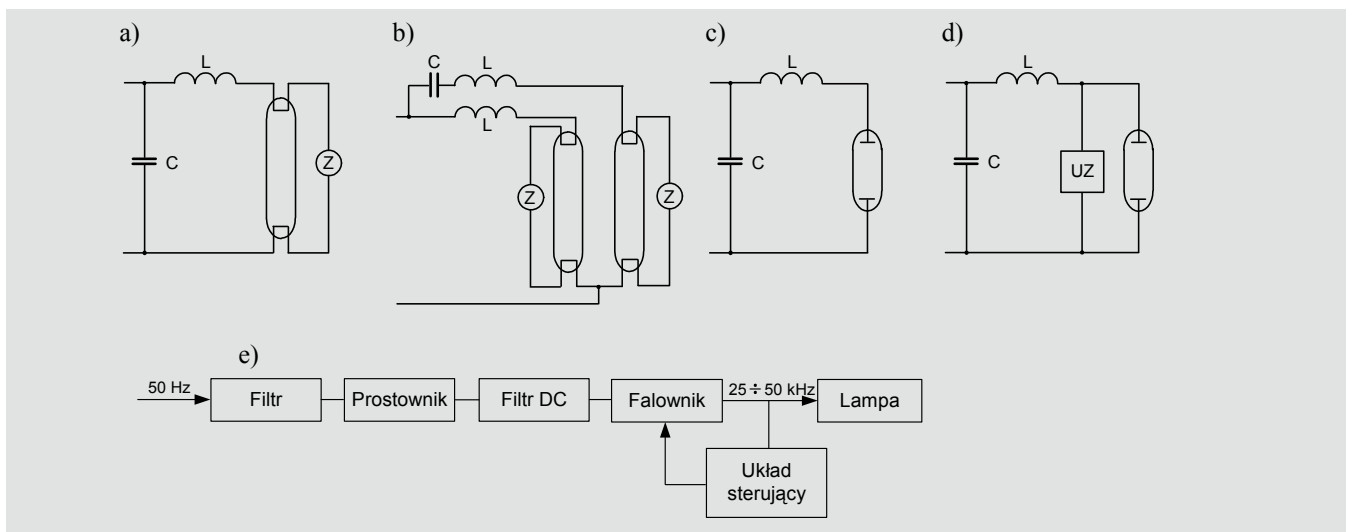 a)
L
C
Z
b)
C
L
L
Z
Z
c)
L
C
d)
L
C
UZ
e)
50 Hz
Filtr
Prostownik
Filtr DC
Falownik
25 ÷ 50 kHz
Lampa
Układ
sterujący